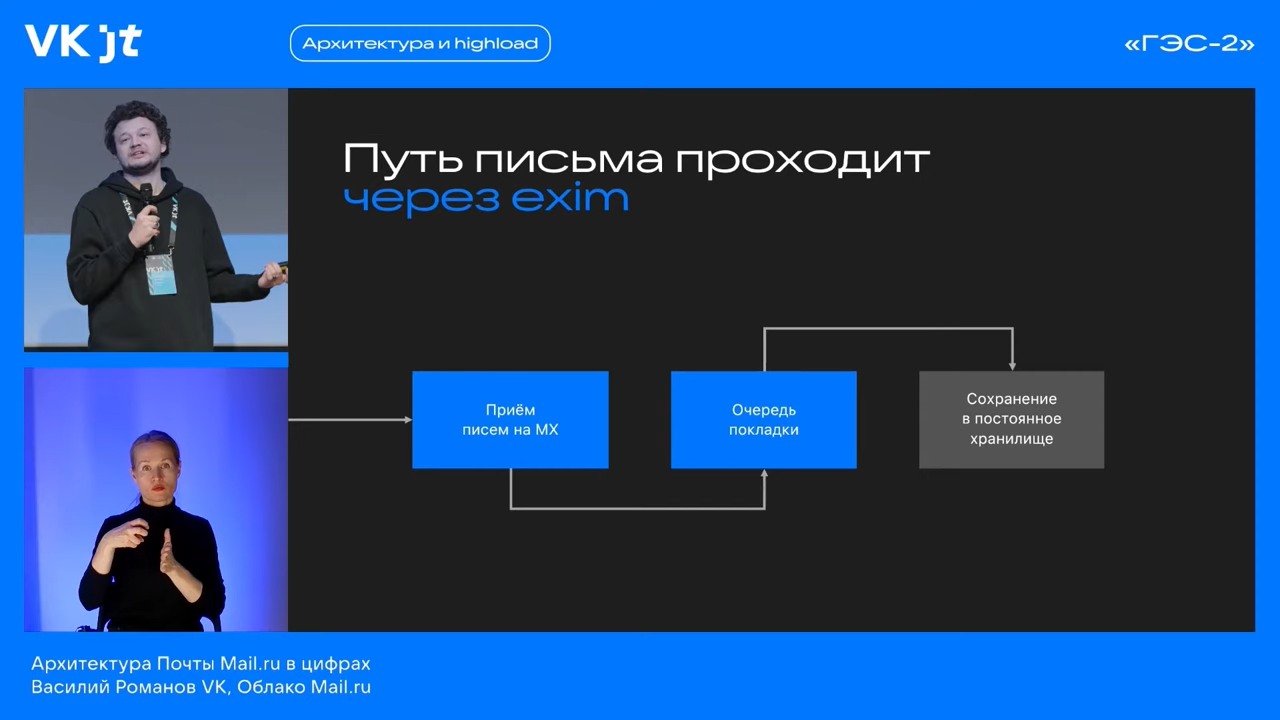 VK jt
Архитектура и highload
«ГЭС-2»
Путь письма проходит
через exim
Приём
писем на MX
Очередь
покладки
Сохранение
в постоянное
хранилище
Архитектура Почты Mail.ru в цифрах
Василий Романов VK, Облако Mail.ru